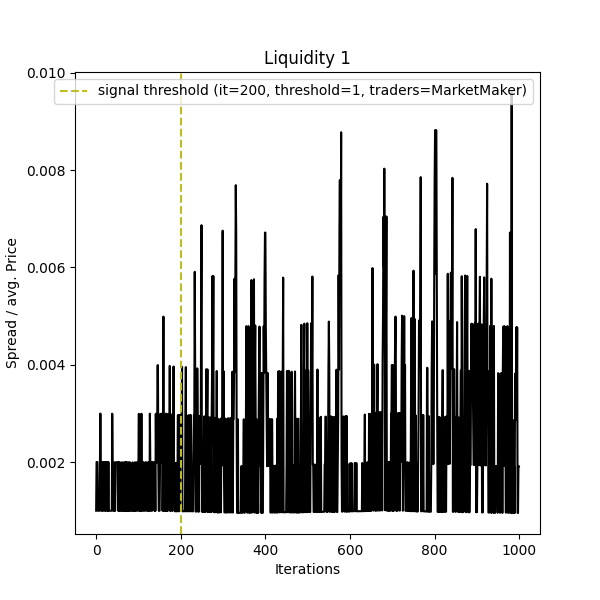 Liquidity 1
signal threshold (it=200, threshold=1, traders=MarketMaker)
Spread / avg. Price
0.010
0.008
0.006
0.004
0.002
0 200 400 600 800 1000
Iterations